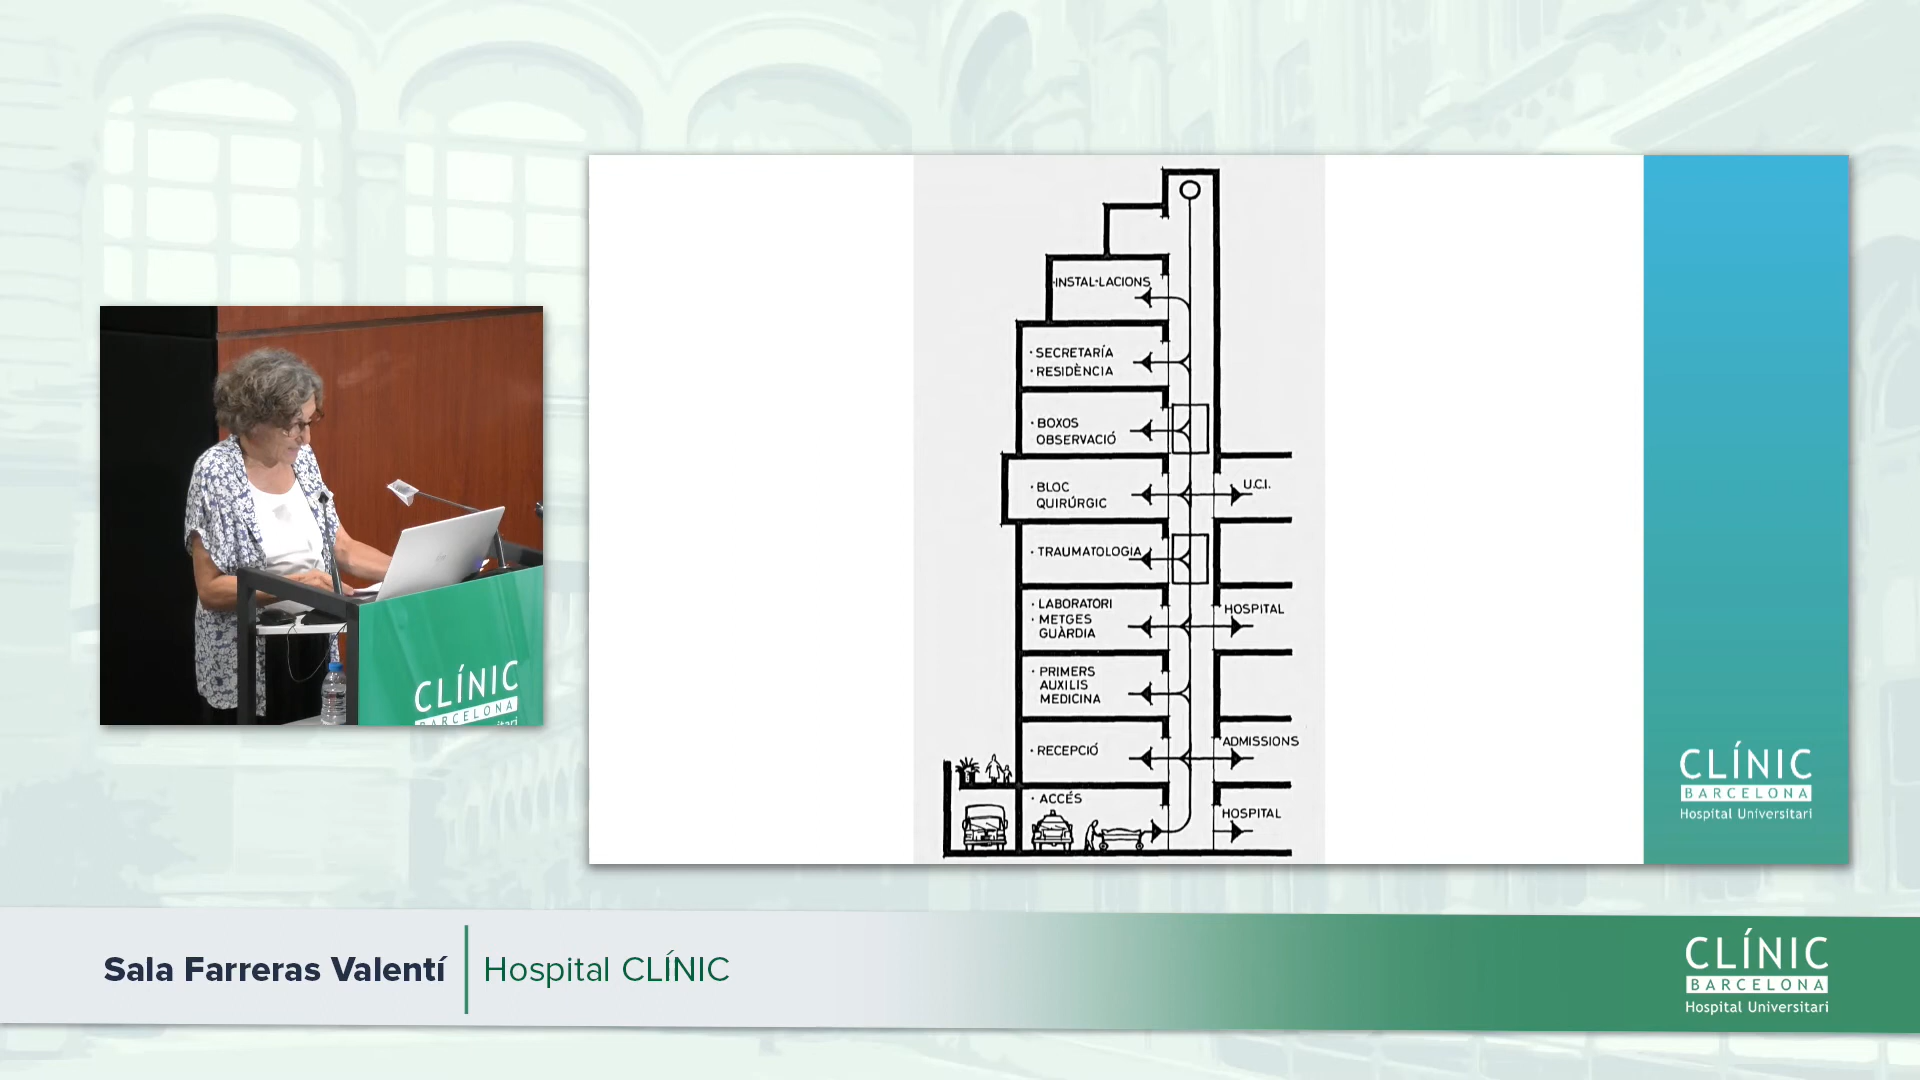 INSTAL·LACIONS
· SECRETARÍA
· RESIDÈNCIA
· BOXOS
OBSERVACIÓ
· BLOC
QUIRÚRGIC
U.C.I.
· TRAUMATOLOGIA
· LABORATORI
· METGES
GUÀRDIA
HOSPITAL
· PRIMERS
AUXILIS
MEDICINA
· RECEPCIÓ
ADMISSIONS
· ACCÉS
HOSPITAL
CLÍNIC
BARCELONA
Hospital Universitari
CLÍNIC
BARCELONA
Sala Farreras Valentí
Hospital CLÍNIC
CLÍNIC
BARCELONA
Hospital Universitari